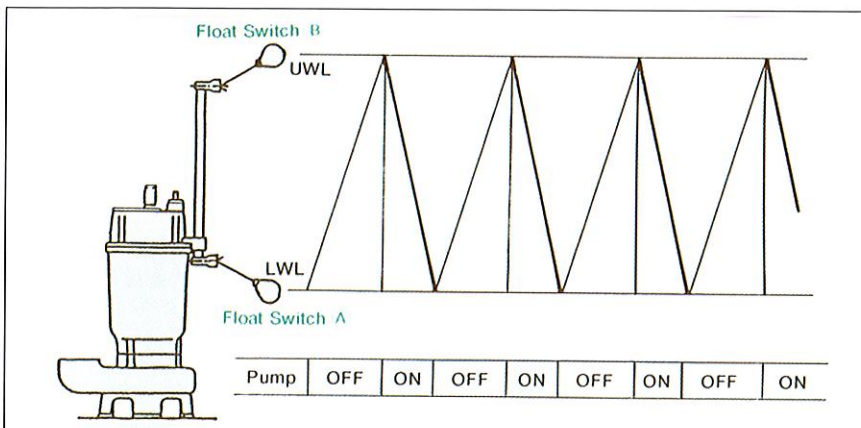 Float Switch B
UWL
LWL
Float Switch A
Pump OFF ON OFF ON OFF ON OFF ON